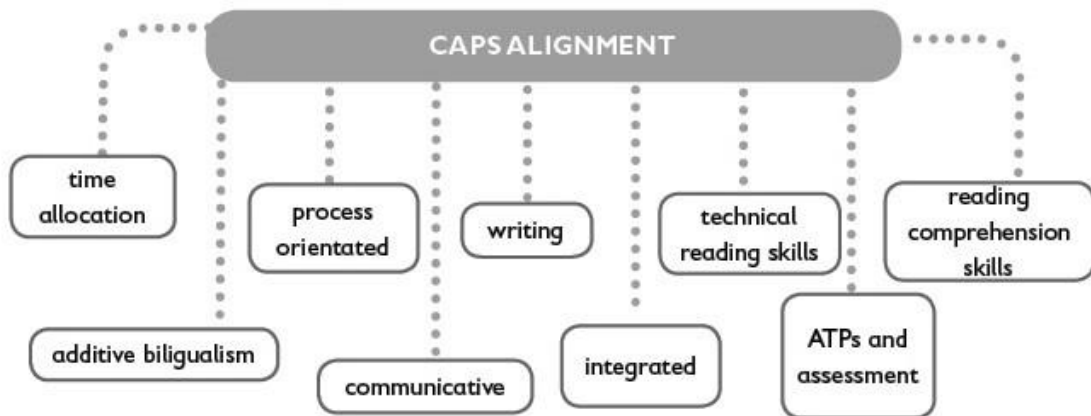 CAPS ALIGNMENT
time
allocation
process
orientated
writing
technical
reading skills
reading
comprehension
skills
additive biligualism
communicative
integrated
ATPs and
assessment